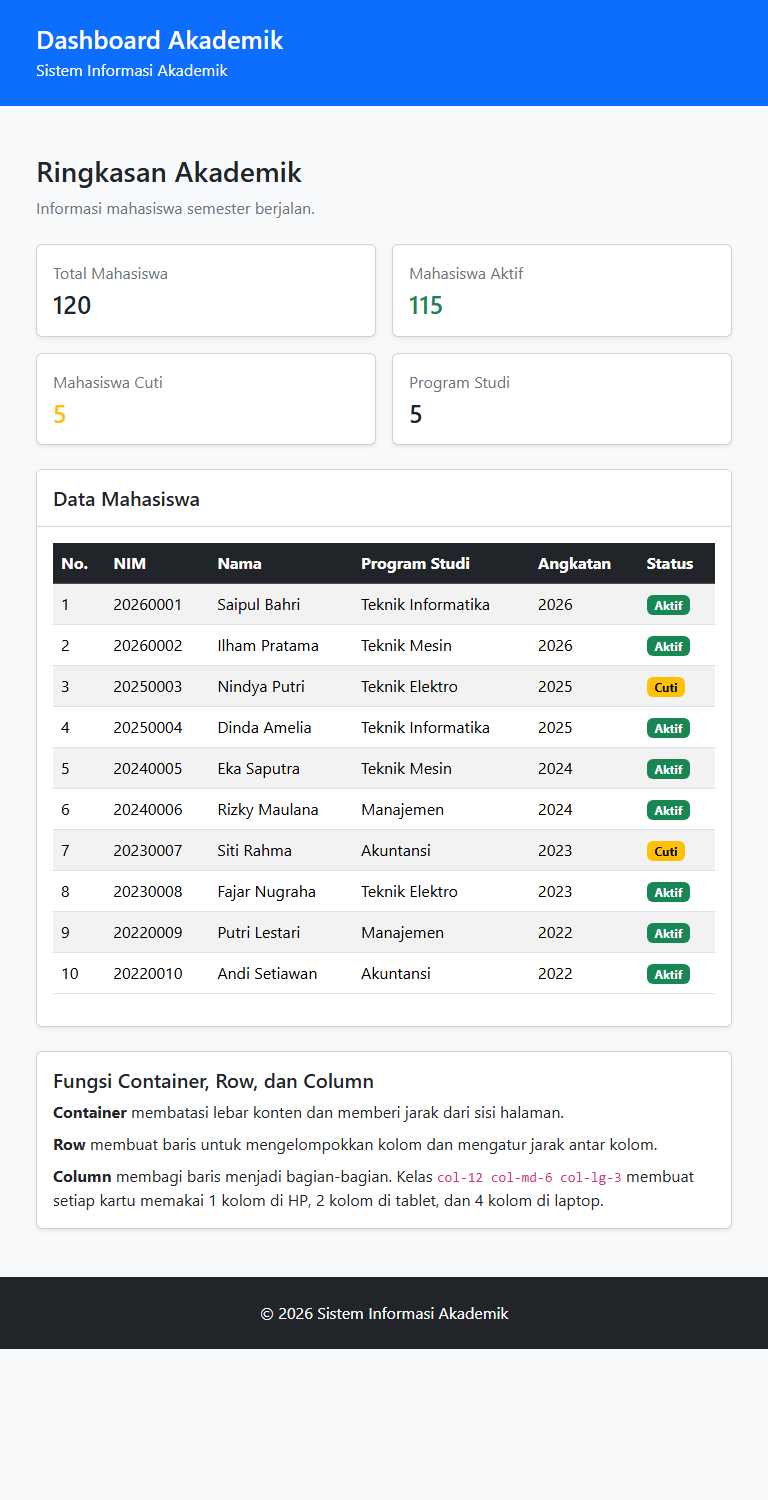 Dashboard Akademik
Sistem Informasi Akademik
Ringkasan Akademik
Informasi mahasiswa semester berjalan.
Total Mahasiswa
120
Mahasiswa Aktif
115
Mahasiswa Cuti
5
Program Studi
5
Data Mahasiswa
No. NIM Nama Program Studi Angkatan Status
1 20260001 Saipul Bahri Teknik Informatika 2026 Aktif
2 20260002 Ilham Pratama Teknik Mesin 2026 Aktif
3 20250003 Nindya Putri Teknik Elektro 2025 Cuti
4 20250004 Dinda Amelia Teknik Informatika 2025 Aktif
5 20240005 Eka Saputra Teknik Mesin 2024 Aktif
6 20240006 Rizky Maulana Manajemen 2024 Aktif
7 20230007 Siti Rahma Akuntansi 2023 Cuti
8 20230008 Fajar Nugraha Teknik Elektro 2023 Aktif
9 20220009 Putri Lestari Manajemen 2022 Aktif
10 20220010 Andi Setiawan Akuntansi 2022 Aktif
Fungsi Container, Row, dan Column
Container membatasi lebar konten dan memberi jarak dari sisi halaman.
Row membuat baris untuk mengelompokkan kolom dan mengatur jarak antar kolom.
Column membagi baris menjadi bagian-bagian. Kelas col-12 col-md-6 col-lg-3 membuat
setiap kartu memakai 1 kolom di HP, 2 kolom di tablet, dan 4 kolom di laptop.
© 2026 Sistem Informasi Akademik